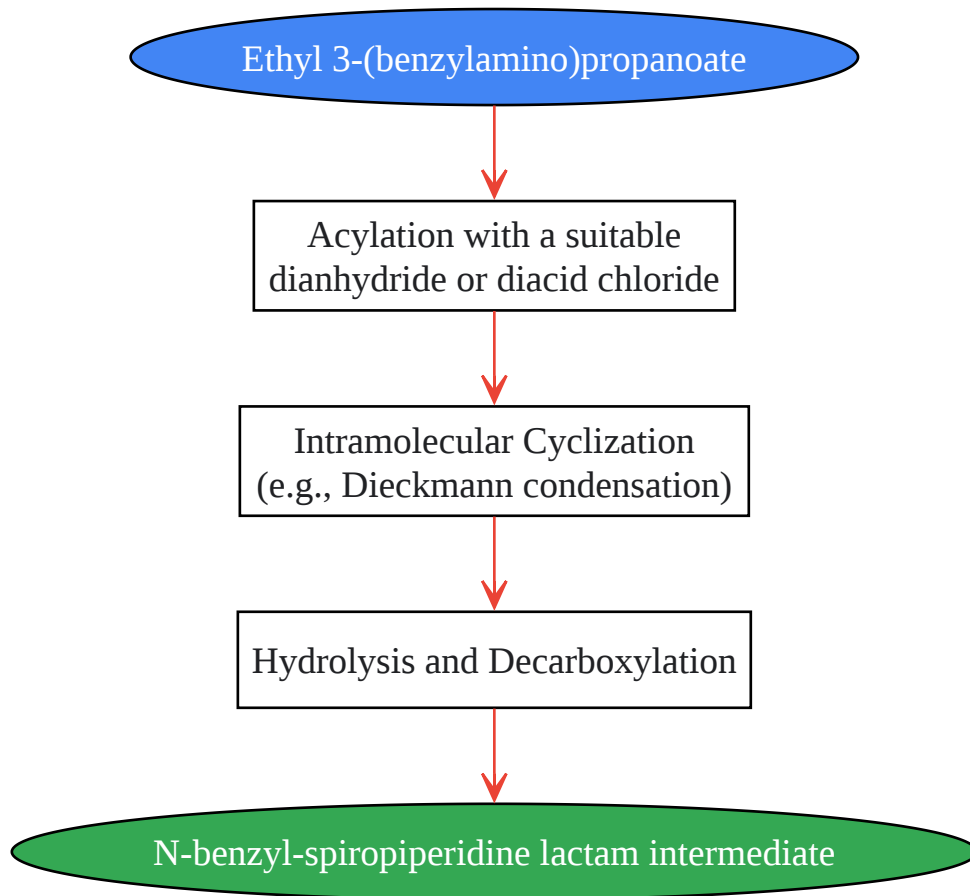 Ethyl 3-(benzylamino)propanoate
Acylation with a suitable
dianhydride or diacid chloride
Intramolecular Cyclization
(e.g., Dieckmann condensation)
Hydrolysis and Decarboxylation
N-benzyl-spiropiperidine lactam intermediate